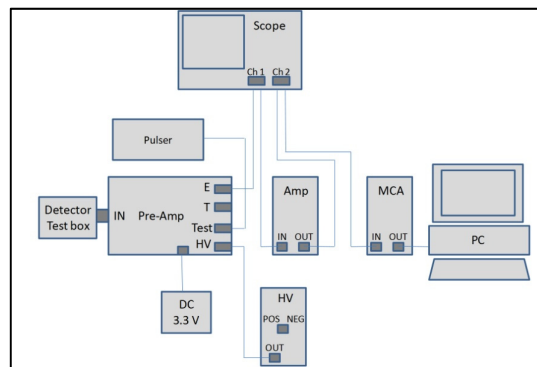 Scope
Ch 1 Ch 2
Pulser
E
T
Test
HV
Detector
Test box
IN
Pre-Amp
DC
3.3 V
Amp
IN OUT
MCA
IN OUT
PC
HV
POS NEG
OUT